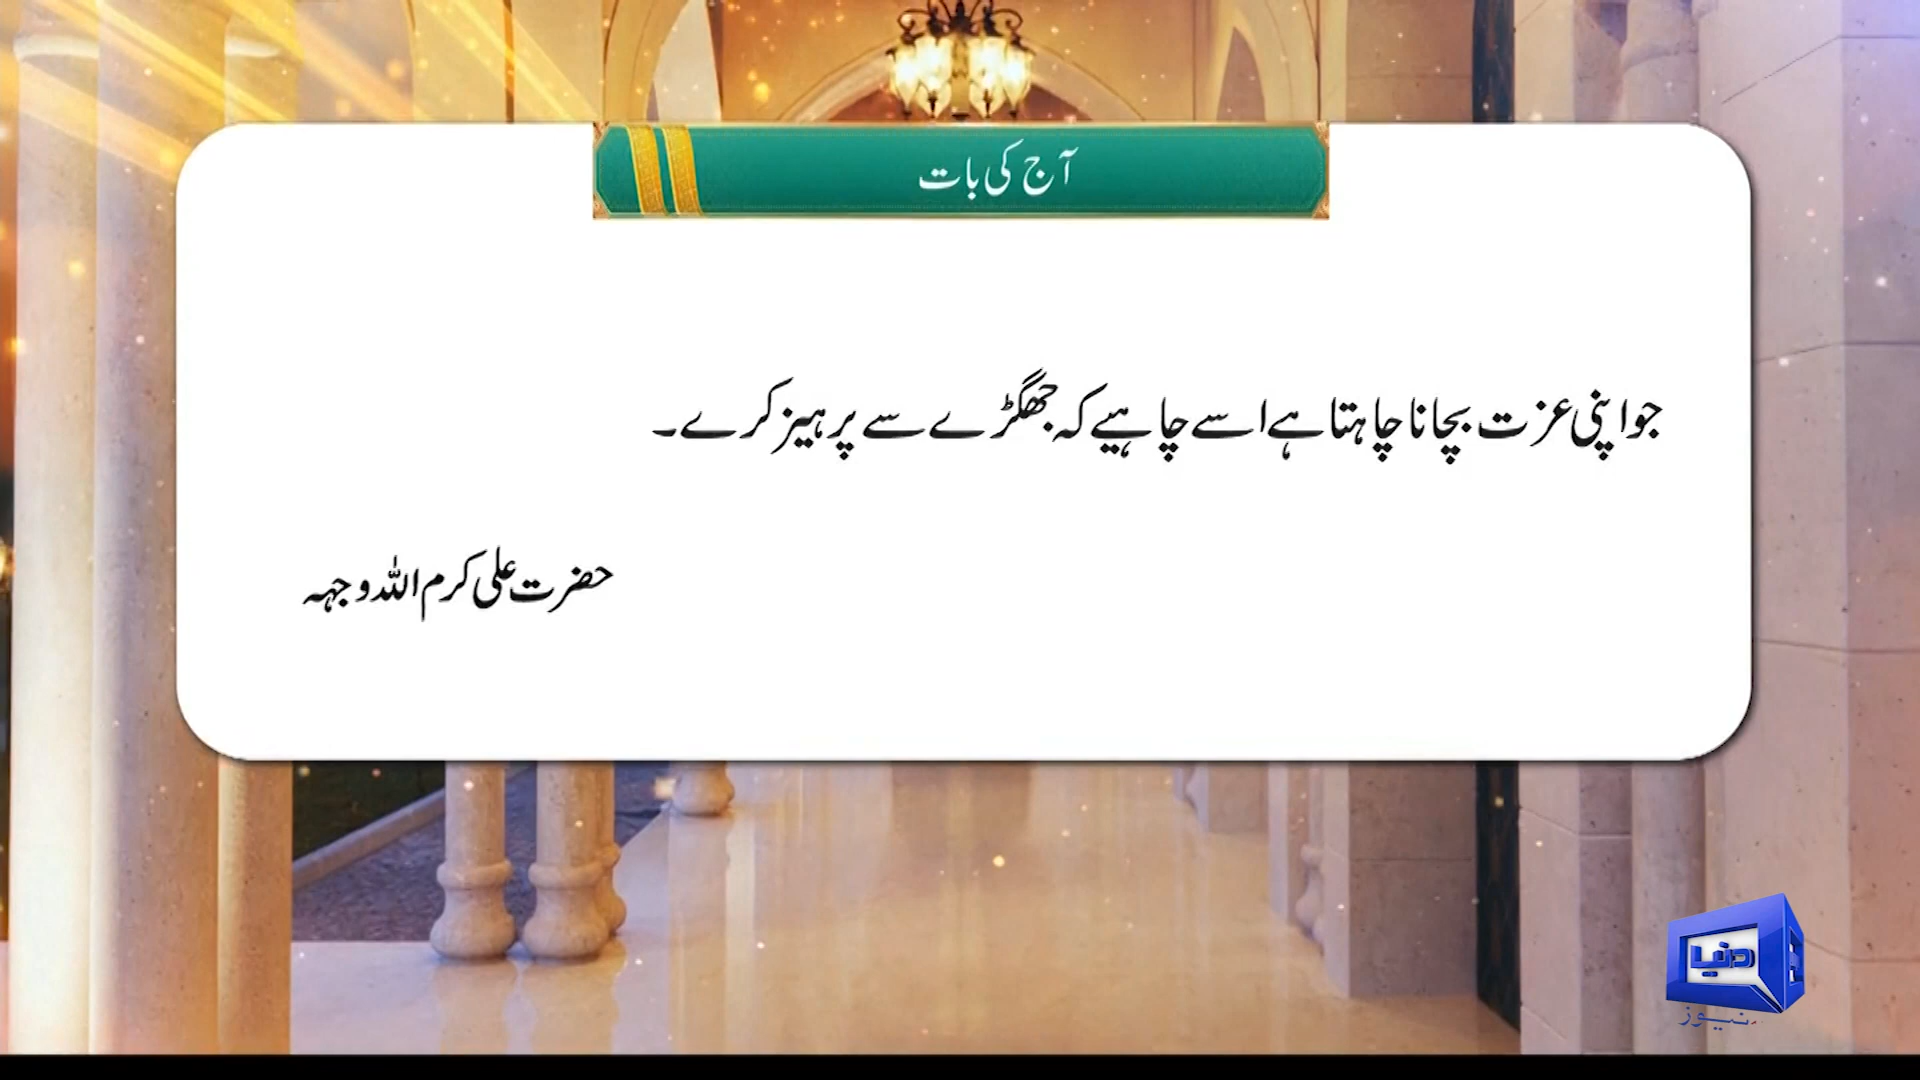 آج کی بات
جو اپنی عزت بچانا چاہتا ہے اسے چاہیے کہ جھگڑے سے پرہیز کرے۔
حضرت علی کرم اللہ وجہہ
دنیا
نیوز